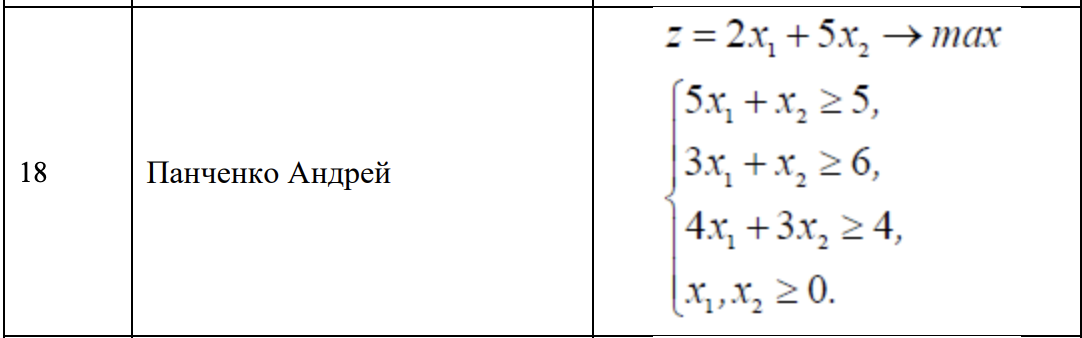 18
Панченко Андрей
z = 2x₁ + 5x₂ → max
5x₁ + x₂ ≥ 5,
3x₁ + x₂ ≥ 6,
4x₁ + 3x₂ ≥ 4,
x₁, x₂ ≥ 0.